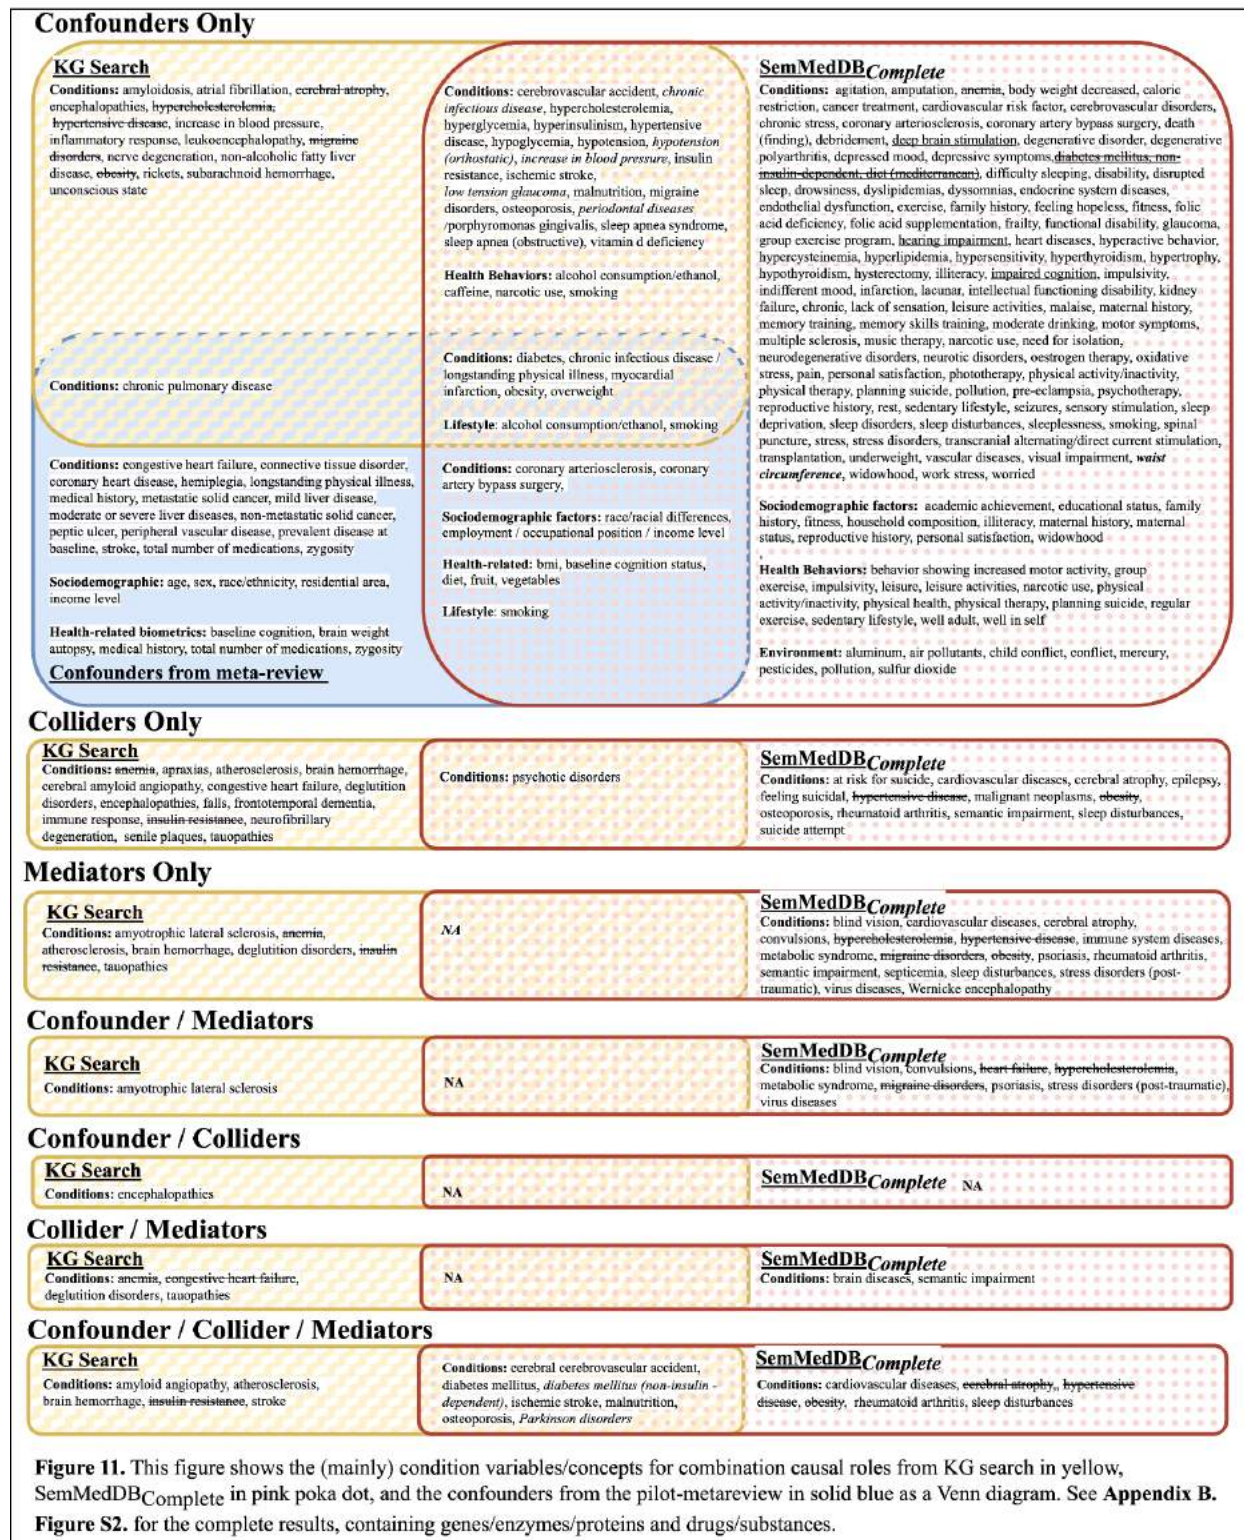 Confounders Only
KG Search
Conditions: amyloidosis, atrial fibrillation, cerebral atrophy,
encephalopathies, hypercholesterolemia,
hypertensive disease, increase in blood pressure,
inflammatory response, leukoencephalopathy, migraine
disorders, nerve degeneration, non-alcoholic fatty liver
disease, obesity, rickets, subarachnoid hemorrhage,
unconscious state
Conditions: cerebrovascular accident, chronic
infectious disease, hypercholesterolemia,
hyperglycemia, hyperinsulinism, hypertensive
disease, hypoglycemia, hypotension, hypotension
(orthostatic), increase in blood pressure, insulin
resistance, ischemic stroke,
low tension glaucoma, malnutrition, migraine
disorders, osteoporosis, periodontal diseases
/porphyromonas gingivalis, sleep apnea syndrome,
sleep apnea (obstructive), vitamin d deficiency
Health Behaviors: alcohol consumption/ethanol,
caffeine, narcotic use, smoking
SemMedDBComplete
Conditions: agitation, amputation, anemia, body weight decreased, caloric
restriction, cancer treatment, cardiovascular risk factor, cerebrovascular disorders,
chronic stress, coronary arteriosclerosis, coronary artery bypass surgery, death
(finding), debridement, deep brain stimulation, degenerative disorder, degenerative
polyarthritis, depressed mood, depressive symptoms, diabetes mellitus, non-
insulin-dependent, diet (mediterranean), difficulty sleeping, disability, disrupted
sleep, drowsiness, dyslipidemias, dyssomnias, endocrine system diseases,
endothelial dysfunction, exercise, family history, feeling hopeless, fitness, folic
acid deficiency, folic acid supplementation, frailty, functional disability, glaucoma,
group exercise program, hearing impairment, heart diseases, hyperactive behavior,
hypercysteinemia, hyperlipidemia, hypersensitivity, hyperthyroidism, hypertrophy,
hypothyroidism, hysterectomy, illiteracy, impaired cognition, impulsivity,
indifferent mood, infarction, lacunar, intellectual functioning disability, kidney
failure, chronic, lack of sensation, leisure activities, malaise, maternal history,
memory training, memory skills training, moderate drinking, motor symptoms,
multiple sclerosis, music therapy, narcotic use, need for isolation,
neurodegenerative disorders, neurotic disorders, oestrogen therapy, oxidative
stress, pain, personal satisfaction, phototherapy, physical activity/inactivity,
physical therapy, planning suicide, pollution, pre-eclampsia, psychotherapy,
reproductive history, rest, sedentary lifestyle, seizures, sensory stimulation, sleep
deprivation, sleep disorders, sleep disturbances, sleeplessness, smoking, spinal
puncture, stress, stress disorders, transcranial alternating/direct current stimulation,
transplantation, underweight, vascular diseases, visual impairment, waist
circumference, widowhood, work stress, worried
Sociodemographic factors: academic achievement, educational status, family
history, fitness, household composition, illiteracy, maternal history, maternal
status, reproductive history, personal satisfaction, widowhood
,
Health Behaviors: behavior showing increased motor activity, group
exercise, impulsivity, leisure, leisure activities, narcotic use, physical
activity/inactivity, physical health, physical therapy, planning suicide, regular
exercise, sedentary lifestyle, well adult, well in self
Environment: aluminum, air pollutants, child conflict, conflict, mercury,
pesticides, pollution, sulfur dioxide
Conditions: chronic pulmonary disease
Conditions: diabetes, chronic infectious disease /
longstanding physical illness, myocardial
infarction, obesity, overweight
Lifestyle: alcohol consumption/ethanol, smoking
Conditions: congestive heart failure, connective tissue disorder,
coronary heart disease, hemiplegia, longstanding physical illness,
medical history, metastatic solid cancer, mild liver disease,
moderate or severe liver diseases, non-metastatic solid cancer,
peptic ulcer, peripheral vascular disease, prevalent disease at
baseline, stroke, total number of medications, zygosity
Sociodemographic: age, sex, race/ethnicity, residential area,
income level
Health-related biometrics: baseline cognition, brain weight
autopsy, medical history, total number of medications, zygosity
Confounders from meta-review
Conditions: coronary arteriosclerosis, coronary
artery bypass surgery,
Sociodemographic factors: race/racial differences,
employment / occupational position / income level
Health-related: bmi, baseline cognition status,
diet, fruit, vegetables
Lifestyle: smoking
Colliders Only
KG Search
Conditions: anemia, apraxias, atherosclerosis, brain hemorrhage,
cerebral amyloid angiopathy, congestive heart failure, deglutition
disorders, encephalopathies, falls, frontotemporal dementia,
immune response, insulin resistance, neurofibrillary
degeneration, senile plaques, tauopathies
Conditions: psychotic disorders
SemMedDBComplete
Conditions: at risk for suicide, cardiovascular diseases, cerebral atrophy, epilepsy,
feeling suicidal, hypertensive disease, malignant neoplasms, obesity,
osteoporosis, rheumatoid arthritis, semantic impairment, sleep disturbances,
suicide attempt
Mediators Only
KG Search
Conditions: amyotrophic lateral sclerosis, anemia,
atherosclerosis, brain hemorrhage, deglutition disorders, insulin
resistance, tauopathies
NA
SemMedDBComplete
Conditions: blind vision, cardiovascular diseases, cerebral atrophy,
convulsions, hypercholesterolemia, hypertensive disease, immune system diseases,
metabolic syndrome, migraine disorders, obesity, psoriasis, rheumatoid arthritis,
semantic impairment, septicemia, sleep disturbances, stress disorders (post-
traumatic), virus diseases, Wernicke encephalopathy
Confounder / Mediators
KG Search
Conditions: amyotrophic lateral sclerosis
NA
SemMedDBComplete
Conditions: blind vision, convulsions, heart failure, hypercholesterolemia,
metabolic syndrome, migraine disorders, psoriasis, stress disorders (post-traumatic),
virus diseases
Confounder / Colliders
KG Search
Conditions: encephalopathies
NA
SemMedDBComplete NA
Collider / Mediators
KG Search
Conditions: anemia, congestive heart failure,
deglutition disorders, tauopathies
NA
SemMedDBComplete
Conditions: brain diseases, semantic impairment
Confounder / Collider / Mediators
KG Search
Conditions: amyloid angiopathy, atherosclerosis,
brain hemorrhage, insulin resistance, stroke
Conditions: cerebral cerebrovascular accident,
diabetes mellitus, diabetes mellitus (non-insulin -
dependent), ischemic stroke, malnutrition,
osteoporosis, Parkinson disorders
SemMedDBComplete
Conditions: cardiovascular diseases, cerebral atrophy,, hypertensive
disease, obesity, rheumatoid arthritis, sleep disturbances
Figure 11. This figure shows the (mainly) condition variables/concepts for combination causal roles from KG search in yellow,
SemMedDBComplete in pink poka dot, and the confounders from the pilot-metareview in solid blue as a Venn diagram. See Appendix B.
Figure S2. for the complete results, containing genes/enzymes/proteins and drugs/substances.